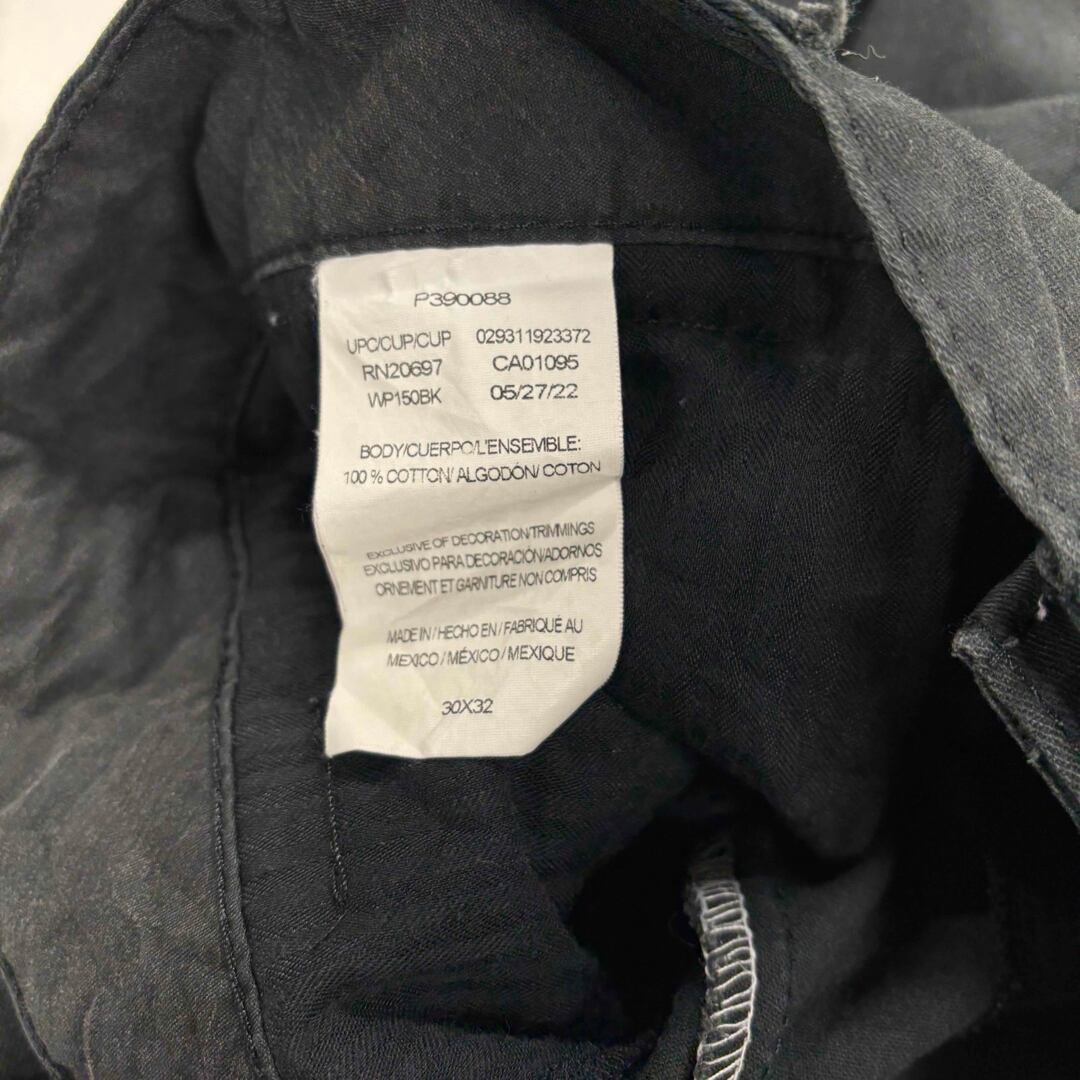 P390088
UPC/CUP/CUP 029311923372
RN20697 CA01095
WP150BK 05/27/22
BODY/CUERPO/L'ENSEMBLE:
100 % COTTON/ ALGODÓN/ COTON
EXCLUSIVE OF DECORATION/TRIMMINGS
EXCLUSIVO PARA DECORACIÓN/ADORNOS
ORNEMENT ET GARNITURE NON COMPRIS
MADE IN / HECHO EN / FABRIQUÉ AU
MEXICO / MÉXICO / MEXIQUE
30X32